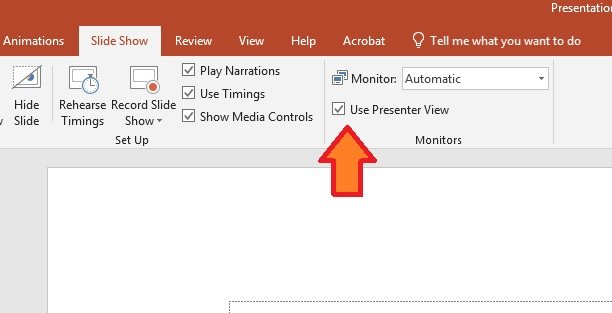 Presentation
Animations Slide Show Review View Help Acrobat Tell me what you want to do
Hide Slide
Rehearse Timings
Record Slide Show
Play Narrations
Use Timings
Show Media Controls
Set Up
Monitor: Automatic
Use Presenter View
Monitors